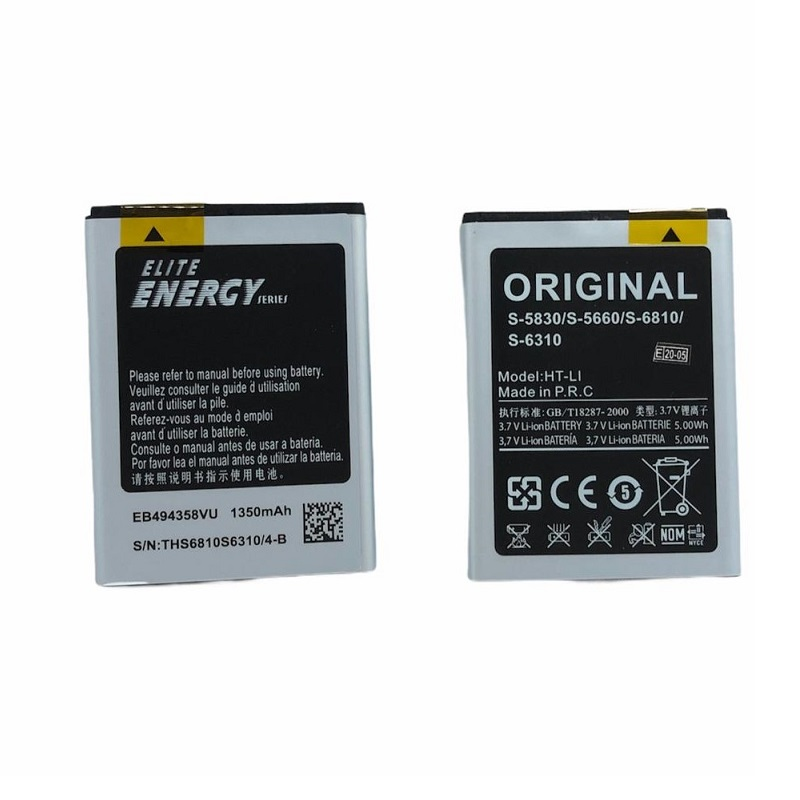 ELITE
ENERGY SERIES
Please refer to manual before using battery.
Veuillez consulter le guide d utilisation
avant d'utiliser la pile.
Referez-vous au mode d emploi
avant d'utiliser la batterie.
Consulte o manual antes de usar a bateria.
Por favor lea el manual antes de utilizar la batería.
请按照说明书指示使用电池。
EB494358VU 1350mAh
S/N:THS6810S6310/4-B
ORIGINAL
S-5830/S-5660/S-6810/
S-6310
E 20-05
Model:HT-LI
Made in P.R.C
执行标准:GB/T18287-2000 类型:3.7V锂离子
3.7 V Li-ion BATTERY 3.7 V Li-ion BATTERIE 5.00Wh
3,7 V Li-ion BATERÍA 3,7 V Li-ion BATERIA 5,00Wh
5
NOM
NYCE